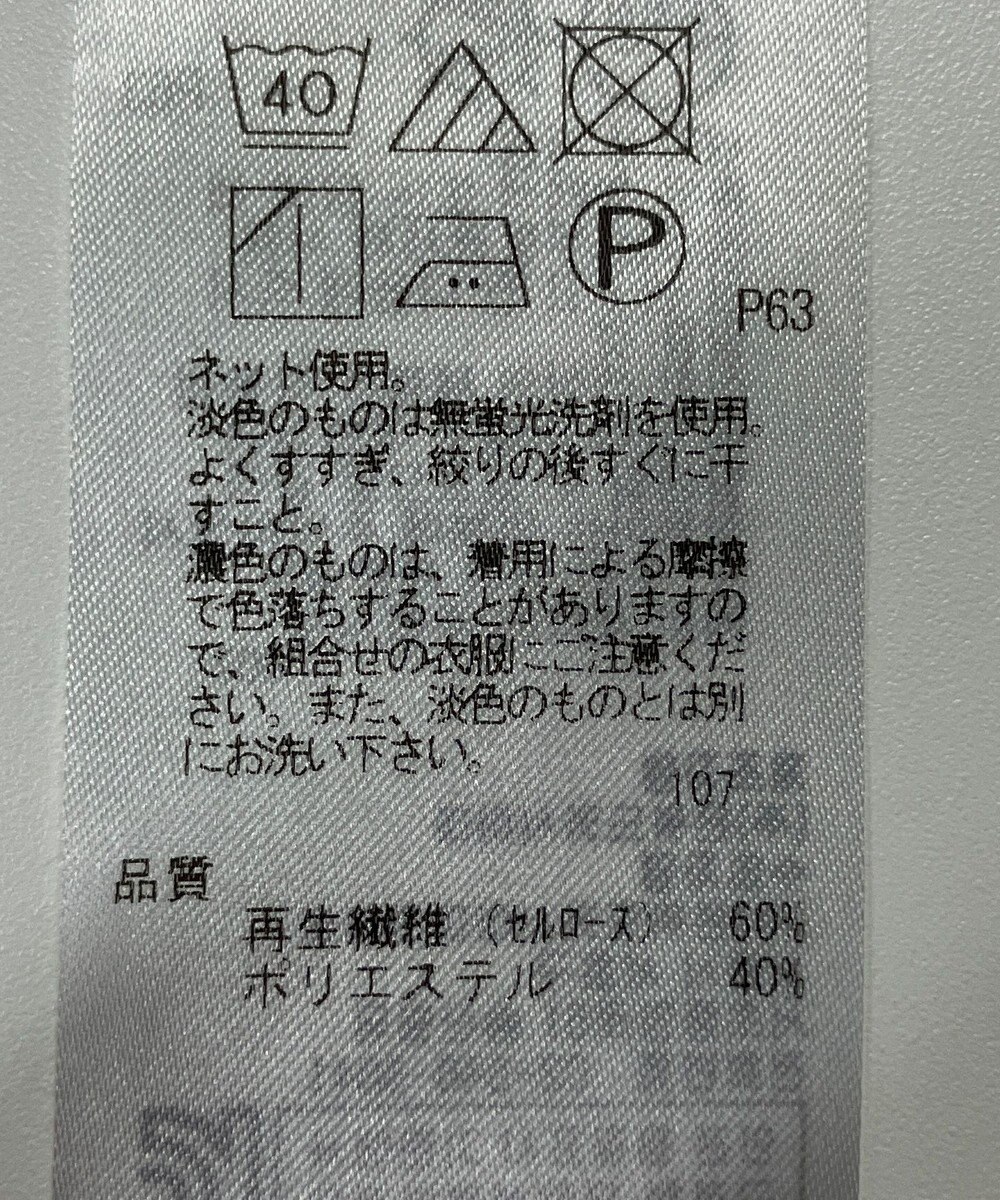 40
P
P63
ネット使用。
淡色のものは無蛍光洗剤を使用。
よくすすぎ、絞りの後すぐに干
すこと。
濃色のものは、着用による摩擦
で色落ちすることがありますの
で、組合せの衣服にご注意くだ
さい。また、淡色のものとは別
にお洗い下さい。
107
品質
再生繊維（セルロース） 60%
ポリエステル 40%